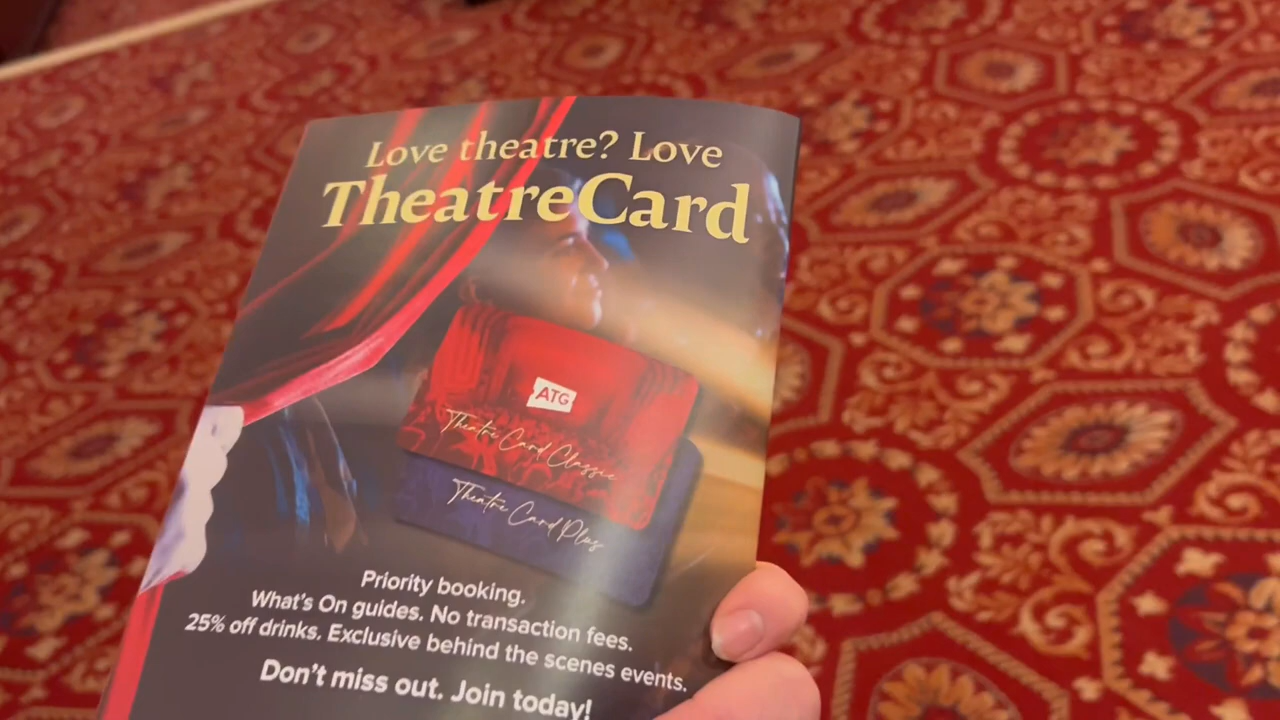 Love theatre? Love
TheatreCard
ATG
Theatre Card Classic
Theatre Card Plus
Priority booking.
What's On guides. No transaction fees.
25% off drinks. Exclusive behind the scenes events.
Don't miss out. Join today!